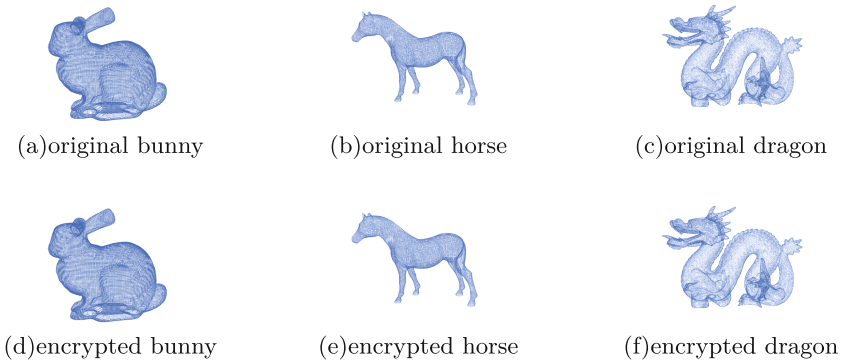 (a)original bunny
(b)original horse
(c)original dragon
(d)encrypted bunny
(e)encrypted horse
(f)encrypted dragon